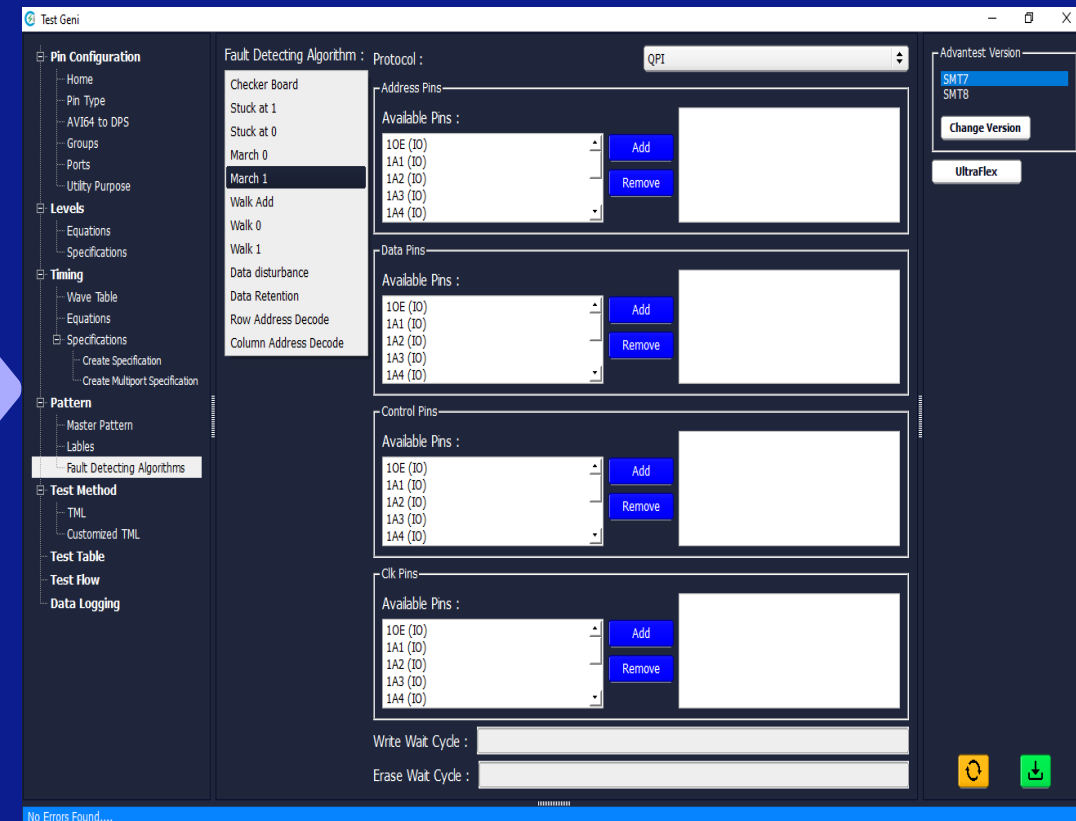 Test Geni
Pin Configuration
Home
Pin Type
AVI64 to DPS
Groups
Ports
Utility Purpose
Levels
Equations
Specifications
Timing
Wave Table
Equations
Specifications
Create Specification
Create Multiport Specification
Pattern
Master Pattern
Lables
Fault Detecting Algorithms
Test Method
TML
Customized TML
Test Table
Test Flow
Data Logging
Fault Detecting Algorithm :
Checker Board
Stuck at 1
Stuck at 0
March 0
March 1
Walk Add
Walk 0
Walk 1
Data disturbance
Data Retention
Row Address Decode
Column Address Decode
Protocol :
QPI
Address Pins
Available Pins :
1OE (IO)
1A1 (IO)
1A2 (IO)
1A3 (IO)
1A4 (IO)
Add
Remove
Data Pins
Available Pins :
1OE (IO)
1A1 (IO)
1A2 (IO)
1A3 (IO)
1A4 (IO)
Add
Remove
Control Pins
Available Pins :
1OE (IO)
1A1 (IO)
1A2 (IO)
1A3 (IO)
1A4 (IO)
Add
Remove
Clk Pins
Available Pins :
1OE (IO)
1A1 (IO)
1A2 (IO)
1A3 (IO)
1A4 (IO)
Add
Remove
Write Wait Cycle :
Erase Wait Cycle :
Advantest Version
SMT7
SMT8
Change Version
UltraFlex
No Errors Found....